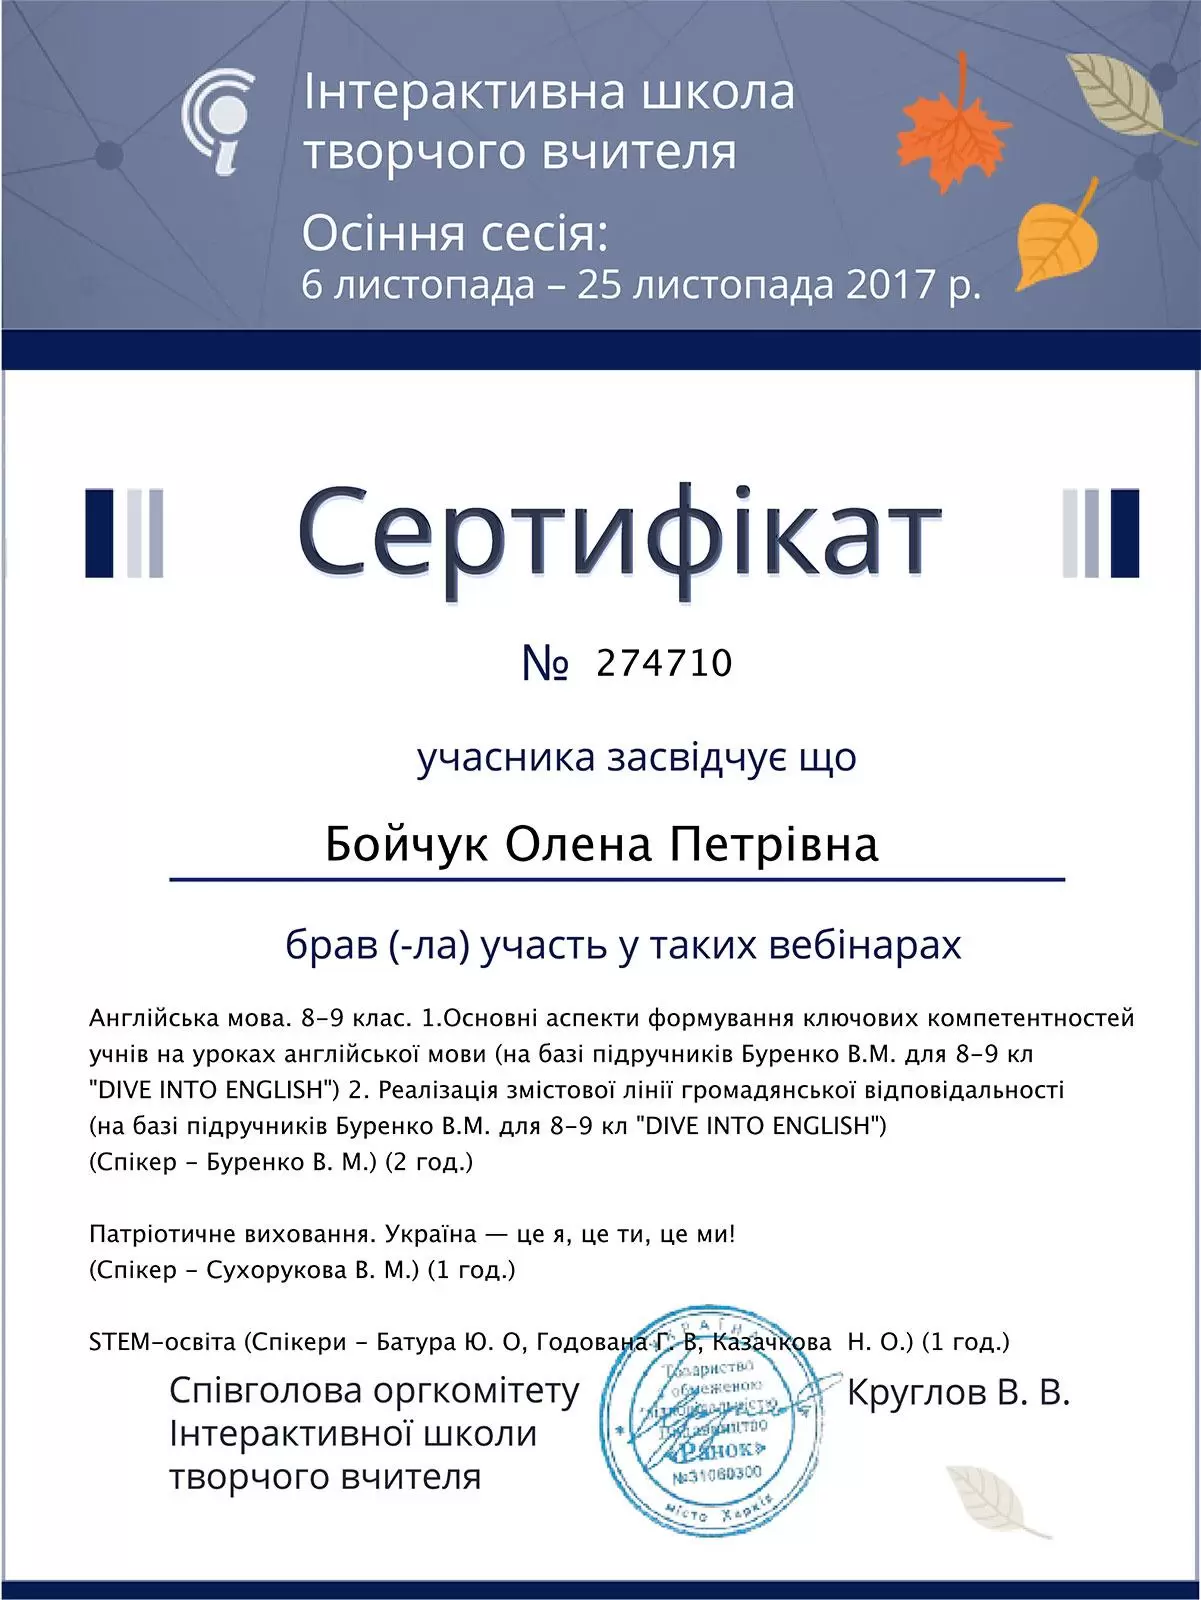 Інтерактивна школа
творчого вчителя
Осіння сесія:
6 листопада – 25 листопада 2017 р.
Сертифікат
№ 274710
учасника засвідчує що
Бойчук Олена Петрівна
брав (-ла) участь у таких вебінарах
Англійська мова. 8-9 клас. 1.Основні аспекти формування ключових компетентностей
учнів на уроках англійської мови (на базі підручників Буренко В.М. для 8-9 кл
"DIVE INTO ENGLISH") 2. Реалізація змістової лінії громадянської відповідальності
(на базі підручників Буренко В.М. для 8-9 кл "DIVE INTO ENGLISH")
(Спікер - Буренко В. М.) (2 год.)
Патріотичне виховання. Україна — це я, це ти, це ми!
(Спікер - Сухорукова В. М.) (1 год.)
STEM-освіта (Спікери - Батура Ю. О, Годована Г. В, Казачкова Н. О.) (1 год.)
Співголова оргкомітету
Інтерактивної школи
творчого вчителя
Круглов В. В.
УКРАЇНА
Товариство
з обмеженою
відповідальністю
Видавництво
«Ранок»
№31060300
місто Харків